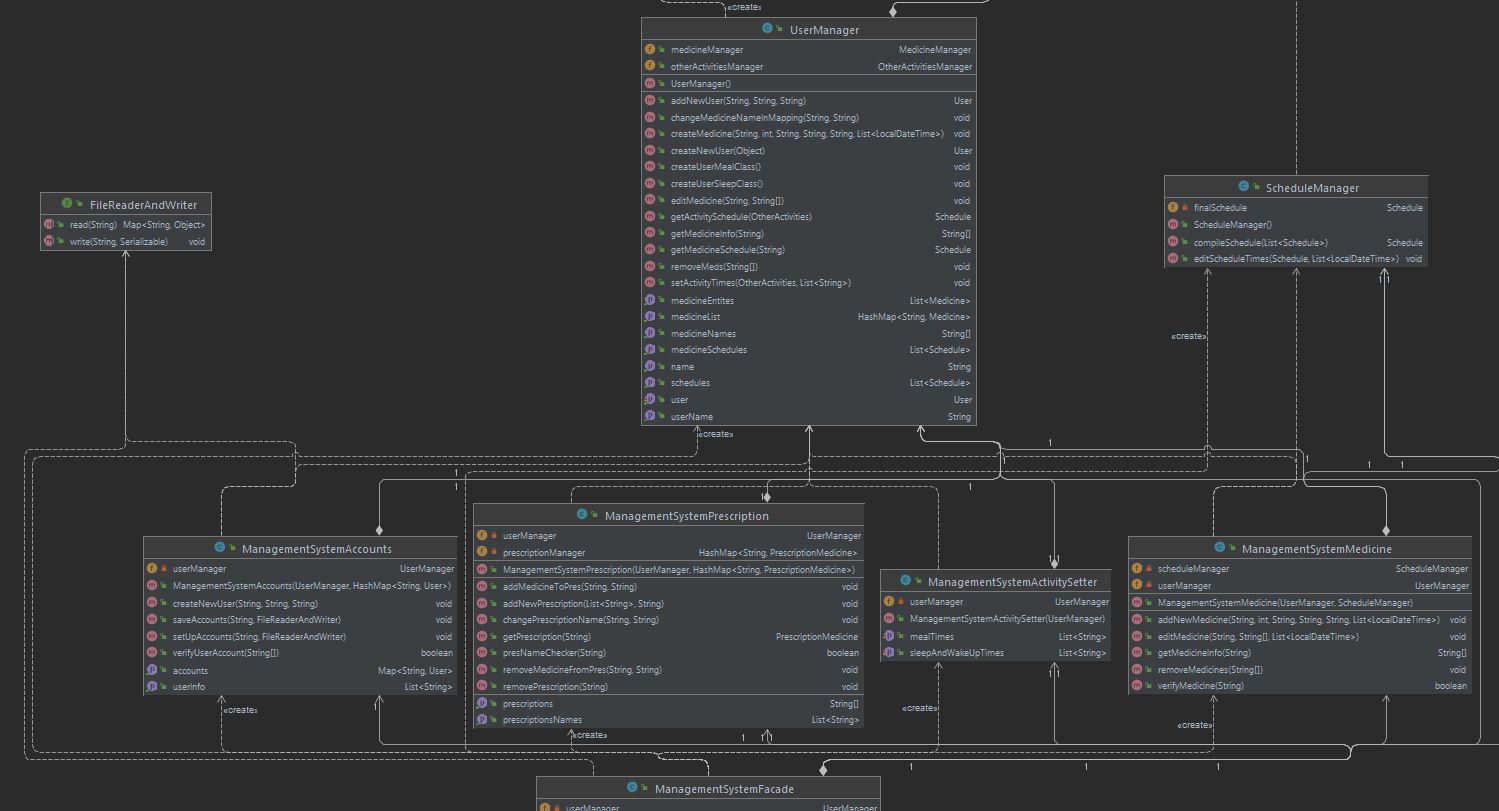 «create»
UserManager
medicineManager MedicineManager
otherActivitiesManager OtherActivitiesManager
UserManager()
addNewUser(String, String, String) User
changeMedicineNameInMapping(String, String) void
createMedicine(String, int, String, String, String, List<LocalDateTime>) void
createNewUser(Object) User
createUserMealClass() void
createUserSleepClass() void
editMedicine(String, String[]) void
getActivitySchedule(OtherActivities) Schedule
getMedicineInfo(String) String[]
getMedicineSchedule(String) Schedule
removeMeds(String[]) void
setActivityTimes(OtherActivities, List<String>) void
medicineEntites List<Medicine>
medicineList HashMap<String, Medicine>
medicineNames String[]
medicineSchedules List<Schedule>
name String
schedules List<Schedule>
user User
userName String
FileReaderAndWriter
read(String) Map<String, Object>
write(String, Serializable) void
ScheduleManager
finalSchedule Schedule
ScheduleManager()
compileSchedule(List<Schedule>) Schedule
editScheduleTimes(Schedule, List<LocalDateTime>) void
1 1
«create»
«create»
1
1
1
1
1
1
1
1
1
1 1
ManagementSystemAccounts
userManager UserManager
ManagementSystemAccounts(UserManager, HashMap<String, User>)
createNewUser(String, String, String) void
saveAccounts(String, FileReaderAndWriter) void
setUpAccounts(String, FileReaderAndWriter) void
verifyUserAccount(String[]) boolean
accounts Map<String, User>
userInfo List<String>
ManagementSystemPrescription
userManager UserManager
prescriptionManager HashMap<String, PrescriptionMedicine>
ManagementSystemPrescription(UserManager, HashMap<String, PrescriptionMedicine>)
addMedicineToPres(String, String) void
addNewPrescription(List<String>, String) void
changePrescriptionName(String, String) void
getPrescription(String) PrescriptionMedicine
presNameChecker(String) boolean
removeMedicineFromPres(String, String) void
removePrescription(String) void
prescriptions String[]
prescriptionsNames List<String>
ManagementSystemActivitySetter
userManager UserManager
ManagementSystemActivitySetter(UserManager)
mealTimes List<String>
sleepAndWakeUpTimes List<String>
ManagementSystemMedicine
scheduleManager ScheduleManager
userManager UserManager
ManagementSystemMedicine(UserManager, ScheduleManager)
addNewMedicine(String, int, String, String, String, List<LocalDateTime>) void
editMedicine(String, String[], List<LocalDateTime>) void
getMedicineInfo(String) String[]
removeMedicines(String[]) void
verifyMedicine(String) boolean
1 1
«create»
1
«create»
«create»
«create»
1
1 1
1
1
1
ManagementSystemFacade
userManager UserManager